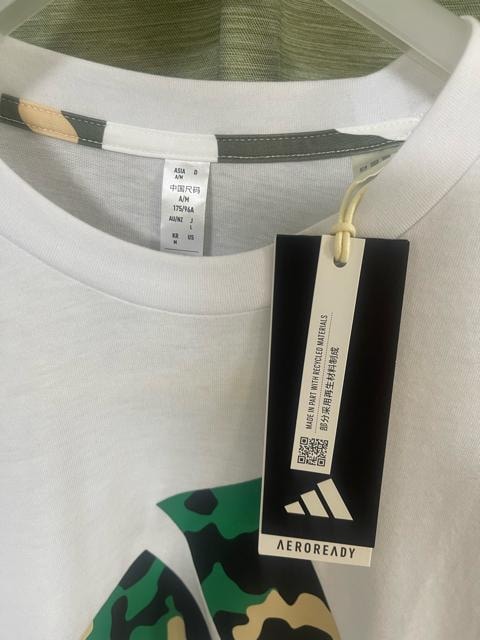 ASIA D
A/M
中国尺码
A/M
175/96A
AU/NZ J
L
KR US
M
MADE IN PART WITH RECYCLED MATERIALS
部分采用再生材料制成
AEROREADY